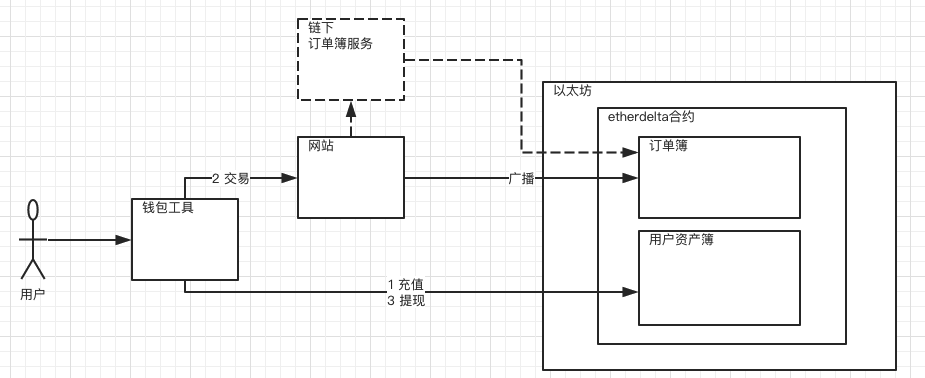 链下
订单簿服务
以太坊
etherdelta合约
网站
订单簿
2 交易
广播
钱包工具
用户资产簿
用户
1 充值
3 提现